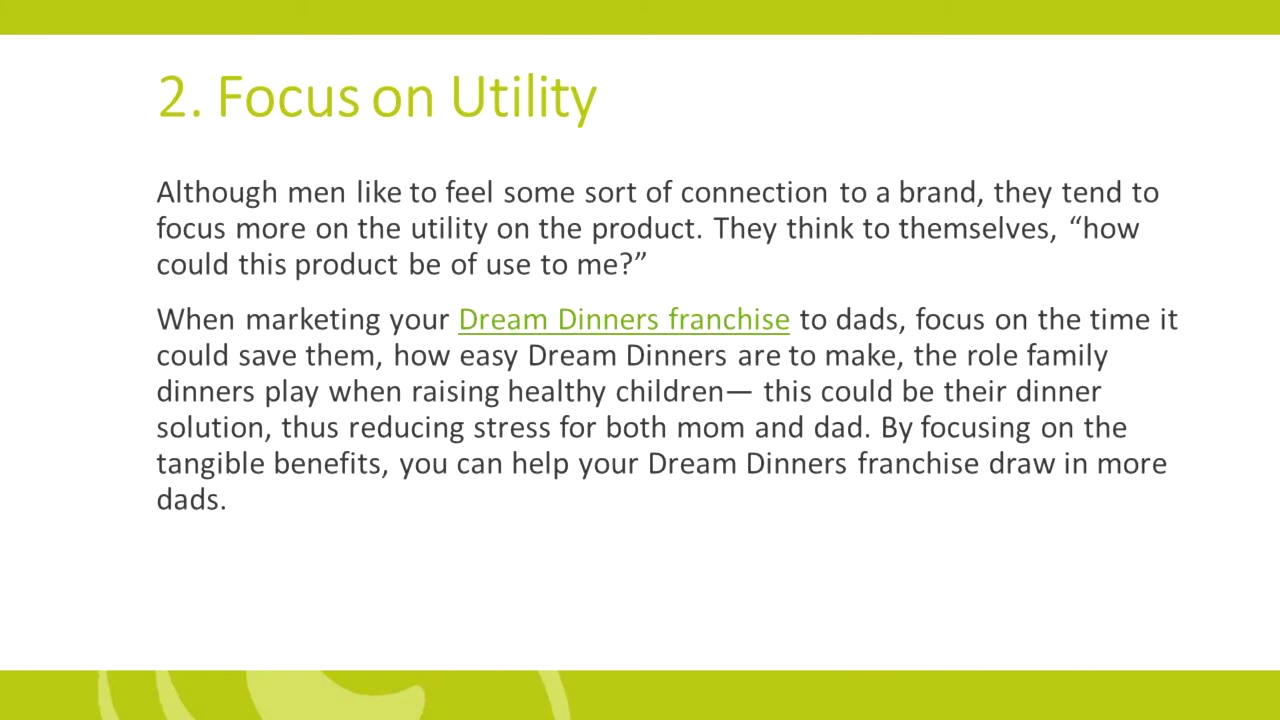 2. Focus on Utility
Although men like to feel some sort of connection to a brand, they tend to
focus more on the utility on the product. They think to themselves, “how
could this product be of use to me?”
When marketing your Dream Dinners franchise to dads, focus on the time it
could save them, how easy Dream Dinners are to make, the role family
dinners play when raising healthy children— this could be their dinner
solution, thus reducing stress for both mom and dad. By focusing on the
tangible benefits, you can help your Dream Dinners franchise draw in more
dads.